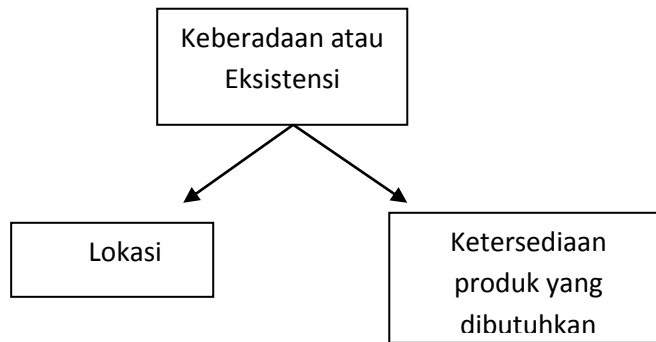 Keberadaan atau
Eksistensi
Lokasi
Ketersediaan
produk yang
dibutuhkan